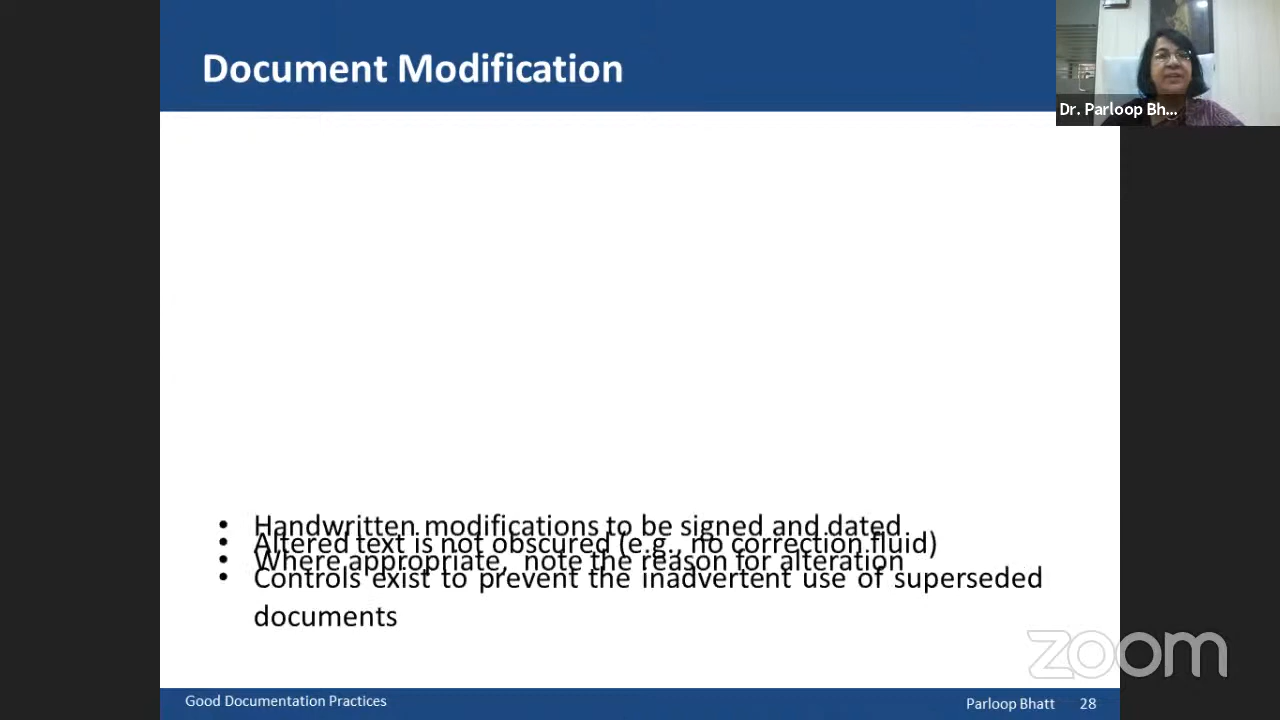 Document Modification
Dr. Parloop Bh...
• Handwritten modifications to be signed and dated
• Altered text is not obscured (e.g., no correction fluid)
• Where appropriate, note the reason for alteration
• Controls exist to prevent the inadvertent use of superseded
documents
zoom
Good Documentation Practices
Parloop Bhatt 28